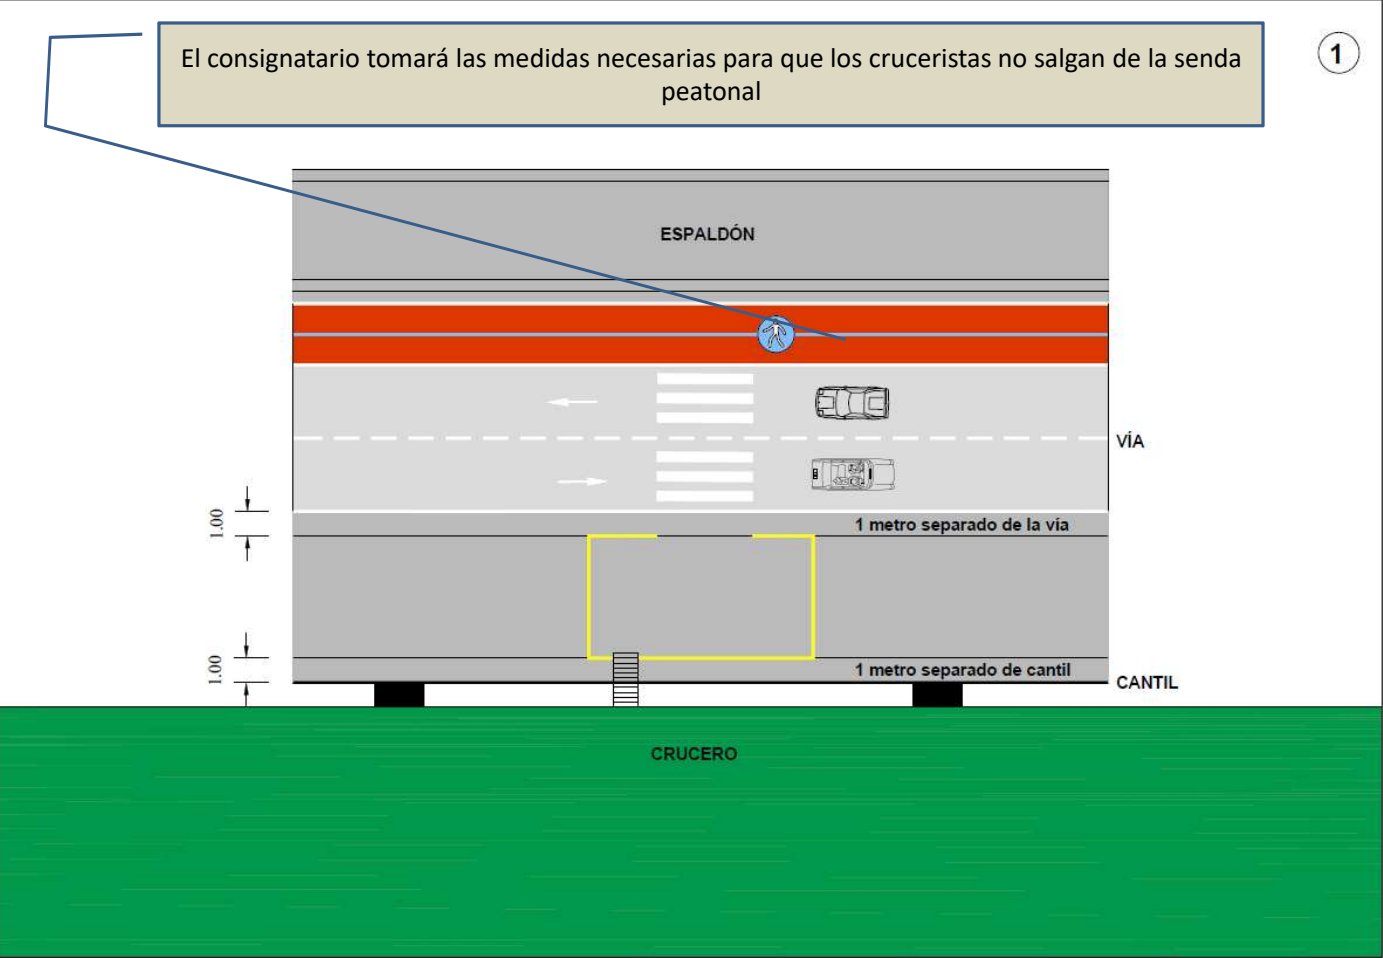 El consignatario tomará las medidas necesarias para que los cruceristas no salgan de la senda
peatonal
1
ESPALDÓN
VÍA
1.00
1 metro separado de la vía
1.00
1 metro separado de cantil
CANTIL
CRUCERO